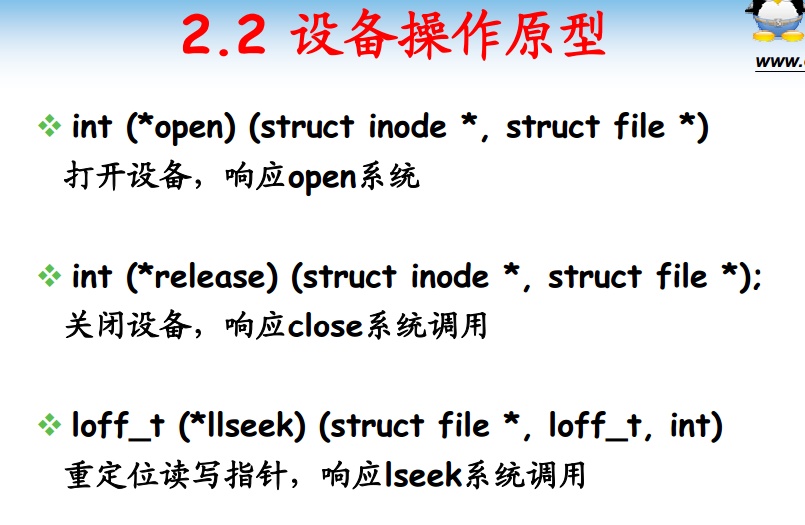 2.2 设备操作原型
www.
int (*open) (struct inode *, struct file *)
打开设备，响应open系统
int (*release) (struct inode *, struct file *);
关闭设备，响应close系统调用
loff_t (*llseek) (struct file *, loff_t, int)
重定位读写指针，响应lseek系统调用